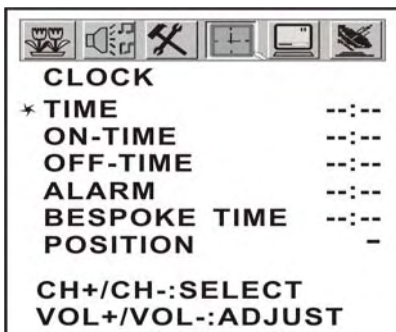 CLOCK
TIME --:--
ON-TIME --:--
OFF-TIME --:--
ALARM --:--
BESPOKE TIME --:--
POSITION -
CH+/CH-:SELECT
VOL+/VOL-:ADJUST